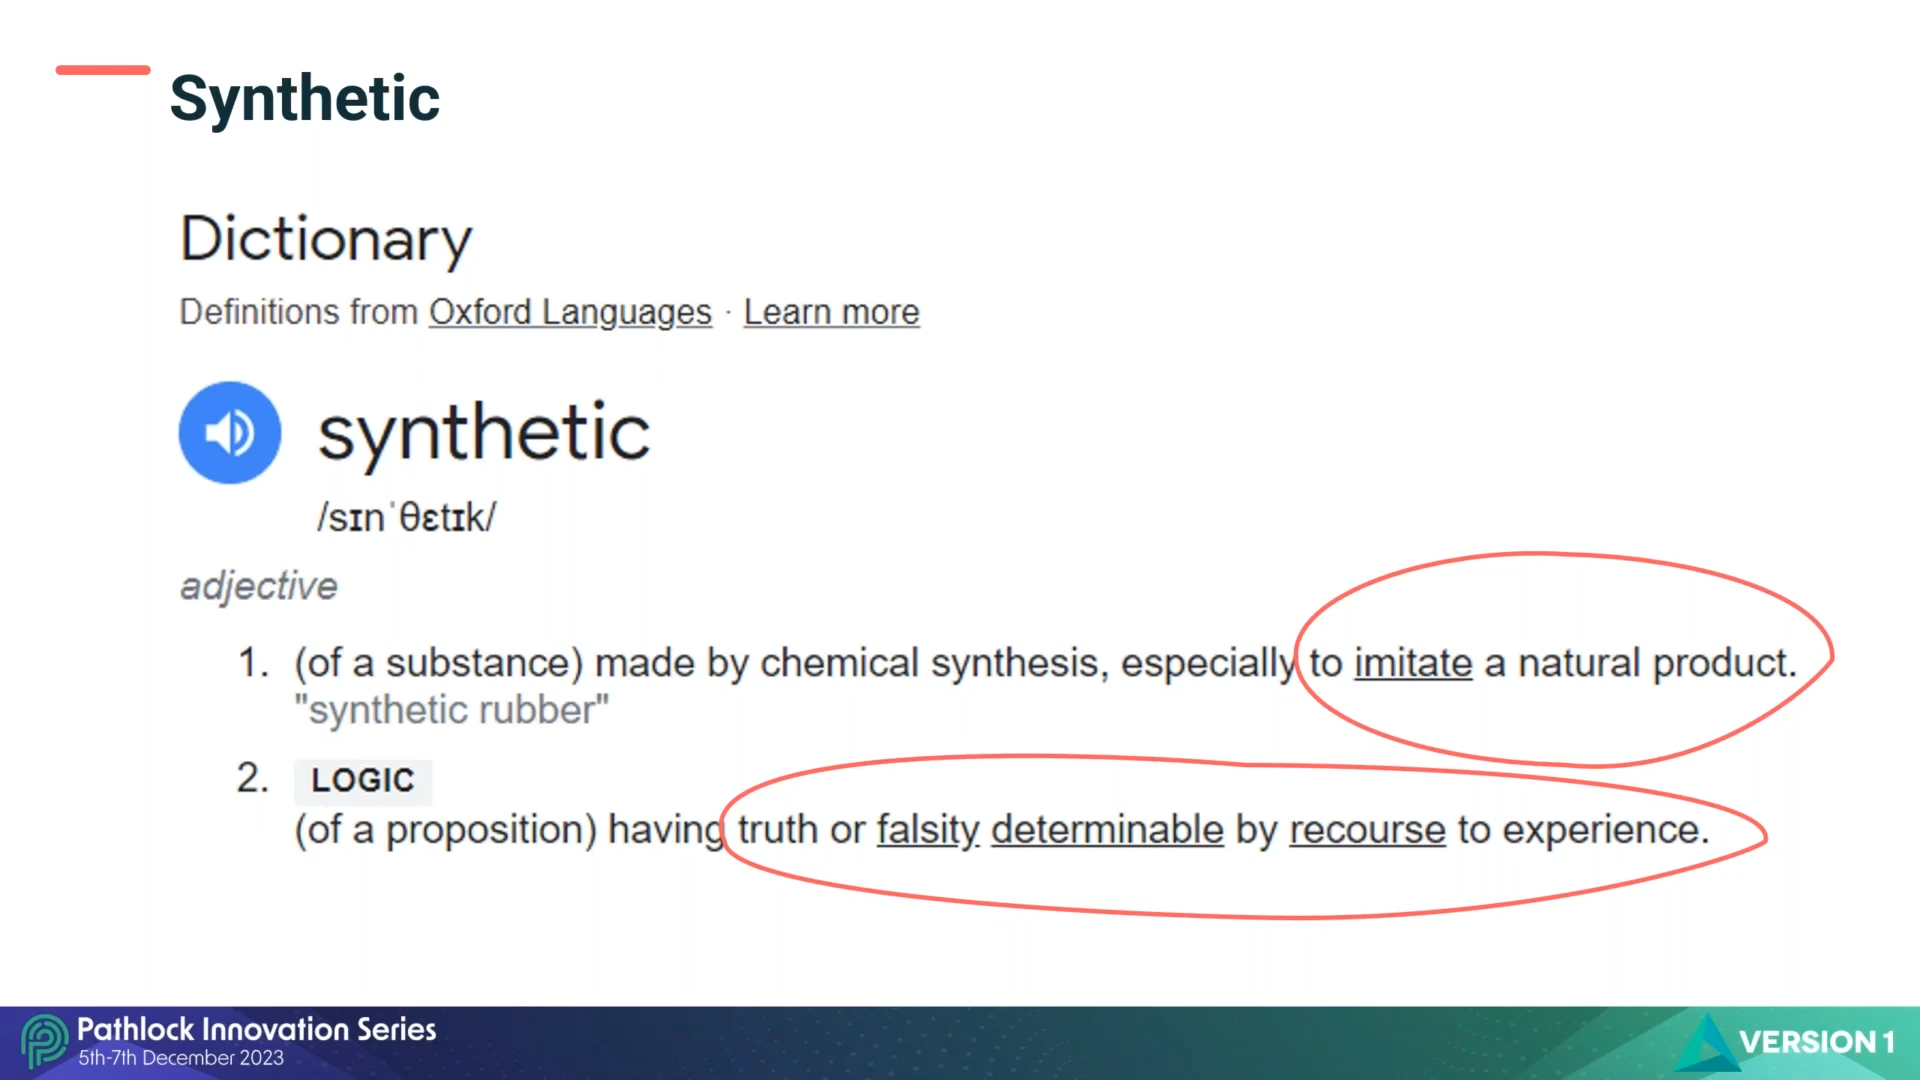 Synthetic
Dictionary
Definitions from Oxford Languages · Learn more
synthetic
/sɪnˈθɛtɪk/
adjective
1. (of a substance) made by chemical synthesis, especially to imitate a natural product.
"synthetic rubber"
2. LOGIC
(of a proposition) having truth or falsity determinable by recourse to experience.
Pathlock Innovation Series
5th-7th December 2023
VERSION 1